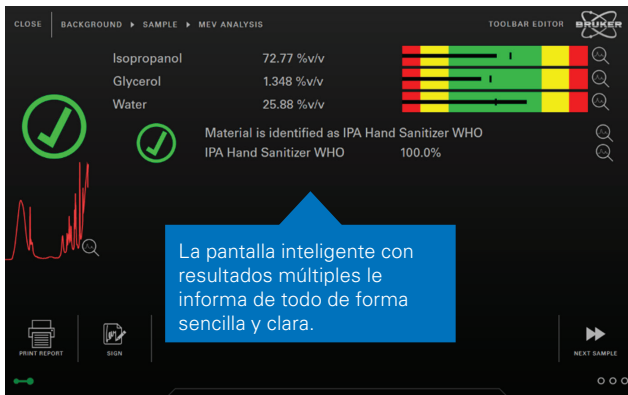 CLOSE BACKGROUND ▸ SAMPLE ▸ MEV ANALYSIS TOOLBAR EDITOR BRUKER
Isopropanol 72.77 %v/v
Glycerol 1.348 %v/v
Water 25.88 %v/v
Material is identified as IPA Hand Sanitizer WHO
IPA Hand Sanitizer WHO 100.0%
La pantalla inteligente con
resultados múltiples le
informa de todo de forma
sencilla y clara.
PRINT REPORT SIGN NEXT SAMPLE